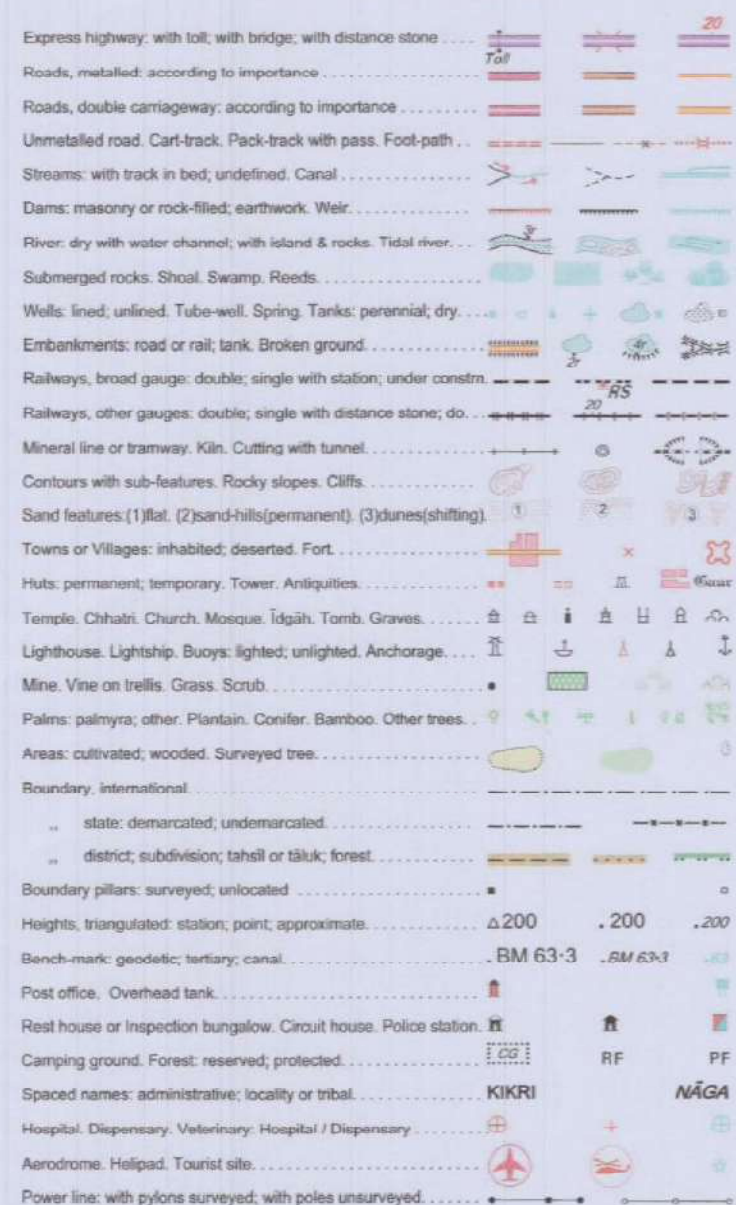 20
Express highway: with toll; with bridge; with distance stone ....
Toll
Roads, metalled: according to importance ..................
Roads, double carriageway: according to importance ..........
Unmetalled road. Cart-track. Pack-track with pass. Foot-path ..
Streams: with track in bed; undefined. Canal ................
Dams: masonry or rock-filled; earthwork. Weir.................
River: dry with water channel; with island & rocks. Tidal river....
Submerged rocks. Shoal. Swamp. Reeds.....................
Wells: lined; unlined. Tube-well. Spring. Tanks: perennial; dry....
Embankments: road or rail; tank. Broken ground...............
Railways, broad gauge: double; single with station; under constrn. RS
Railways, other gauges: double; single with distance stone; do... 20
Mineral line or tramway. Kiln. Cutting with tunnel..............
Contours with sub-features. Rocky slopes. Cliffs...............
Sand features:(1)flat. (2)sand-hills(permanent). (3)dunes(shifting). 1 2 3
Towns or Villages: inhabited; deserted. Fort...................
Huts: permanent; temporary. Tower. Antiquities................ Gaur
Temple. Chhatri. Church. Mosque. Īdgāh. Tomb. Graves........
Lighthouse. Lightship. Buoys: lighted; unlighted. Anchorage.....
Mine. Vine on trellis. Grass. Scrub...........................
Palms: palmyra; other. Plantain. Conifer. Bamboo. Other trees...
Areas: cultivated; wooded. Surveyed tree.....................
Boundary, international.....................................
,, state: demarcated; undemarcated....................
,, district; subdivision; tahsīl or tāluk; forest..............
Boundary pillars: surveyed; unlocated ......................
Heights, triangulated: station; point; approximate.............. △200 .200 .200
Bench-mark: geodetic; tertiary; canal........................ .BM 63·3 .BM 63·3
Post office. Overhead tank.................................
Rest house or Inspection bungalow. Circuit house. Police station.
Camping ground. Forest: reserved; protected................. CG RF PF
Spaced names: administrative; locality or tribal................ KIKRI NĀGA
Hospital. Dispensary. Veterinary: Hospital / Dispensary .........
Aerodrome. Helipad. Tourist site............................
Power line: with pylons surveyed; with poles unsurveyed.......